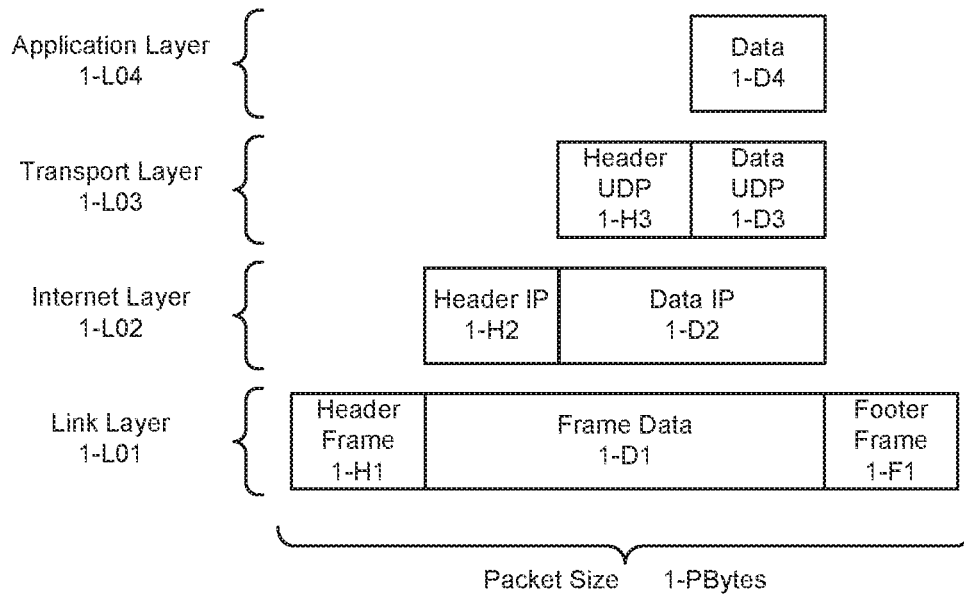 Application Layer
1-L04
Data
1-D4
Transport Layer
1-L03
Header
UDP
1-H3
Data
UDP
1-D3
Internet Layer
1-L02
Header IP
1-H2
Data IP
1-D2
Link Layer
1-L01
Header
Frame
1-H1
Frame Data
1-D1
Footer
Frame
1-F1
Packet Size 1-PBytes